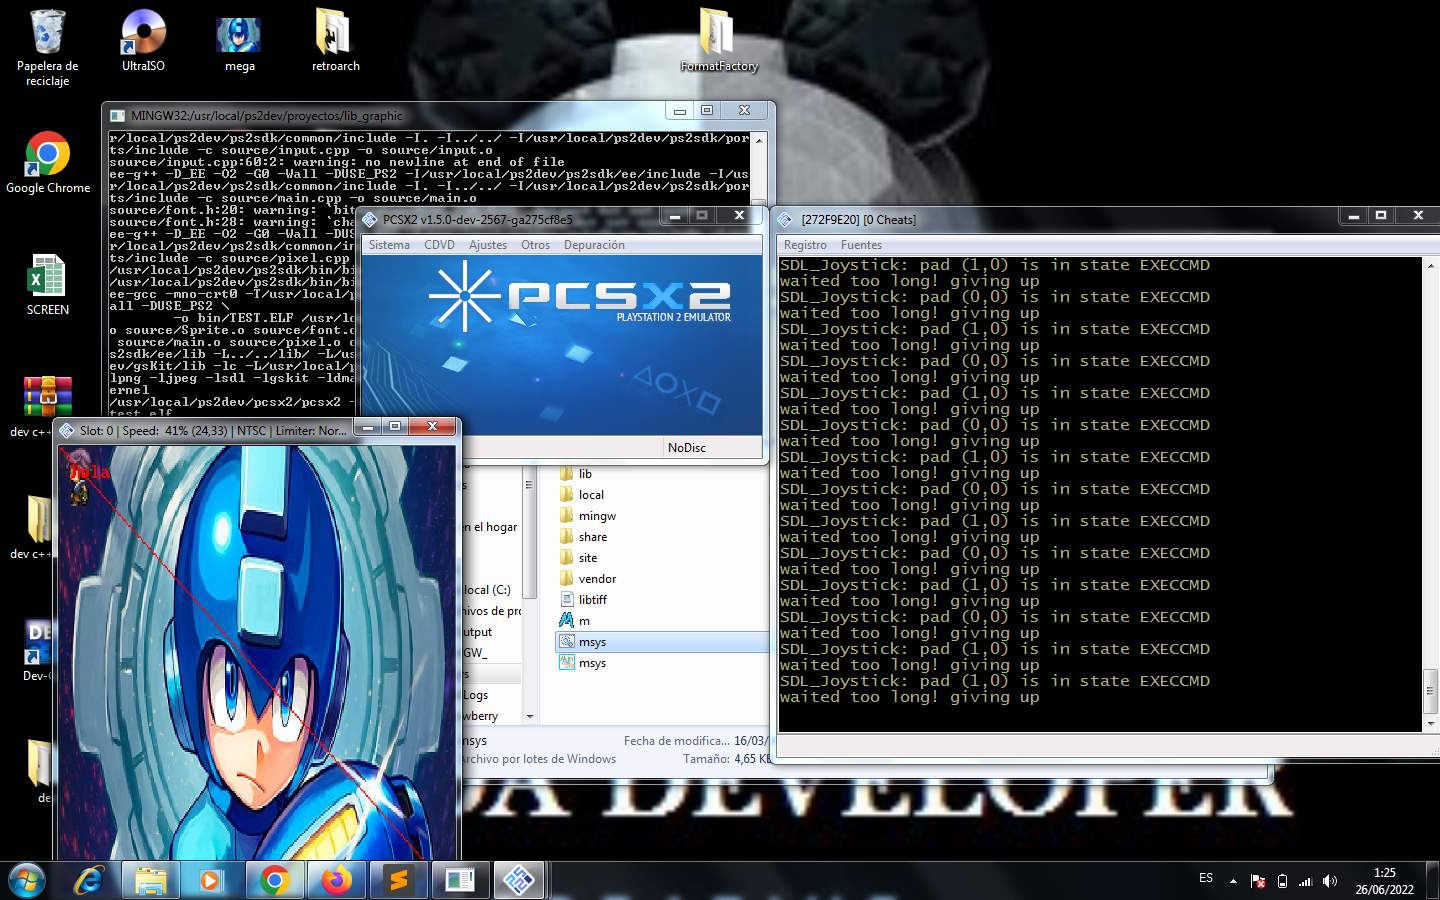 Papelera de
reciclaje
UltraISO
mega
retroarch
FormatFactory
Google Chrome
SCREEN
dev c++
dev c++
MINGW32:/usr/local/ps2dev/proyectos/lib_graphic
r/local/ps2dev/ps2sdk/common/include -I. -I../../ -I/usr/local/ps2dev/ps2sdk/por
ts/include -c source/input.cpp -o source/input.o
source/input.cpp:60:2: warning: no newline at end of file
ee-g++ -D_EE -O2 -G0 -Wall -DUSE_PS2 -I/usr/local/ps2dev/ps2sdk/ee/include -I/us
r/local/ps2dev/ps2sdk/common/include -I. -I../../ -I/usr/local/ps2dev/ps2sdk/por
ts/include -c source/main.cpp -o source/main.o
source/font.h:20: warning: `bit
source/font.h:28: warning: `cha
ee-g++ -D_EE -O2 -G0 -Wall -DUS
r/local/ps2dev/ps2sdk/common/in
ts/include -c source/pixel.cpp
/usr/local/ps2dev/ps2sdk/bin/bi
/usr/local/ps2dev/ps2sdk/bin/bi
ee-gcc -mno-crt0 -T/usr/local/p
all -DUSE_PS2
-o bin/TEST.ELF /usr/lo
o source/Sprite.o source/font.o
source/main.o source/pixel.o
s2sdk/ee/lib -L../../lib/ -L/us
ev/gsKit/lib -lc -L/usr/local/p
lpng -ljpeg -lsdl -lgskit -ldma
ernel
/usr/local/ps2dev/pcsx2/pcsx2 -
test.elf
PCSX2 v1.5.0-dev-2567-ga275cf8e5
Sistema CDVD Ajustes Otros Depuración
PCSX2
PLAYSTATION 2 EMULATOR
NoDisc
[272F9E20] [0 Cheats]
Registro Fuentes
SDL_Joystick: pad (1,0) is in state EXECCMD
waited too long! giving up
SDL_Joystick: pad (0,0) is in state EXECCMD
waited too long! giving up
SDL_Joystick: pad (1,0) is in state EXECCMD
waited too long! giving up
SDL_Joystick: pad (0,0) is in state EXECCMD
waited too long! giving up
SDL_Joystick: pad (1,0) is in state EXECCMD
waited too long! giving up
SDL_Joystick: pad (0,0) is in state EXECCMD
waited too long! giving up
SDL_Joystick: pad (1,0) is in state EXECCMD
waited too long! giving up
SDL_Joystick: pad (0,0) is in state EXECCMD
waited too long! giving up
SDL_Joystick: pad (1,0) is in state EXECCMD
waited too long! giving up
SDL_Joystick: pad (0,0) is in state EXECCMD
waited too long! giving up
SDL_Joystick: pad (1,0) is in state EXECCMD
waited too long! giving up
SDL_Joystick: pad (0,0) is in state EXECCMD
waited too long! giving up
SDL_Joystick: pad (1,0) is in state EXECCMD
waited too long! giving up
SDL_Joystick: pad (1,0) is in state EXECCMD
waited too long! giving up
Slot: 0 | Speed: 41% (24,33) | NTSC | Limiter: Nor...
hola
en el hogar
local (C:)
hivos de pro
utput
GW_
s
Logs
wberry
lib
local
mingw
share
site
vendor
libtiff
m
msys
msys
msys
Fecha de modifica... 16/03/
Archivo por lotes de Windows
Tamaño: 4,65 KB
DEVELOPER
ES
1:25
26/06/2022